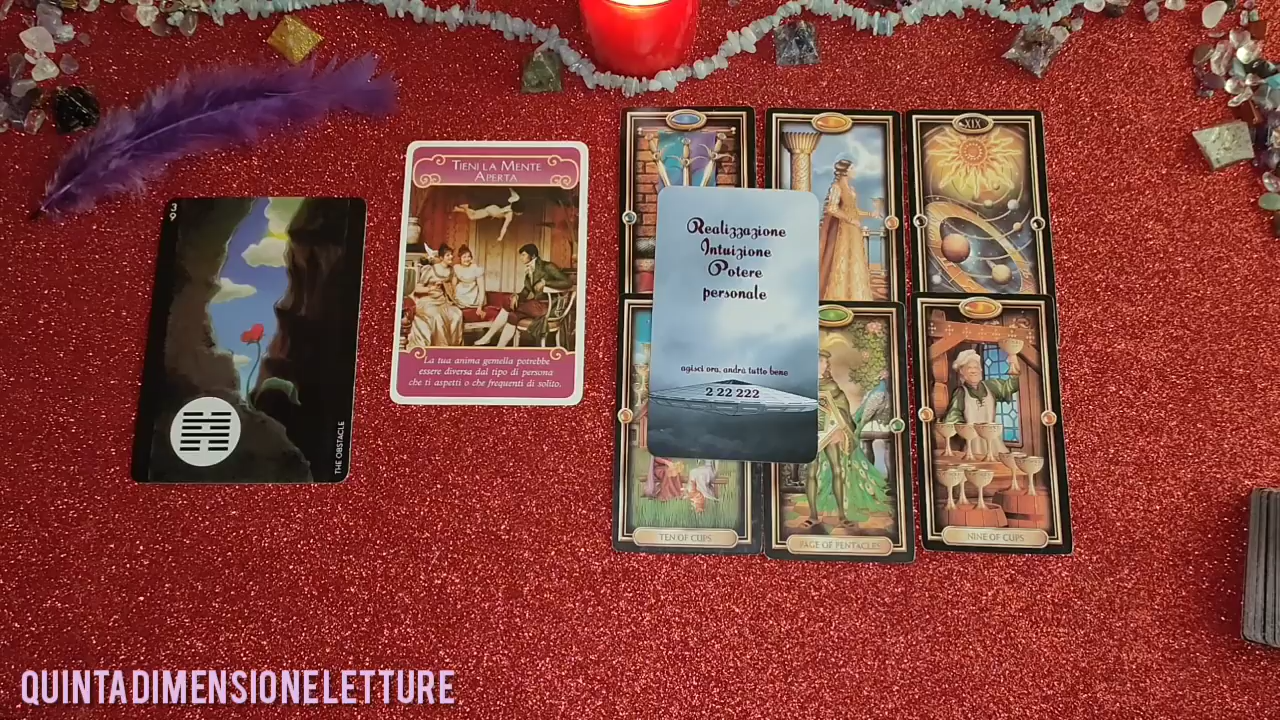 39
THE OBSTACLE
TIENI LA MENTE
APERTA
La tua anima gemella potrebbe
essere diversa dal tipo di persona
che ti aspetti o che frequenti di solito.
Realizzazione
Intuizione
Potere
personale
agisci ora, andrà tutto bene
2 22 222
XIX
TEN OF CUPS
PAGE OF PENTACLES
NINE OF CUPS
QUINTADIMENSIONELETTURE